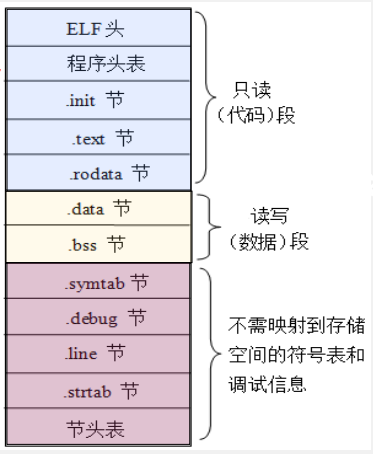 ELF 头
程序头表
.init 节
.text 节
.rodata 节
只读
(代码)段
.data 节
.bss 节
读写
(数据)段
.symtab 节
.debug 节
.line 节
.strtab 节
节头表
不需映射到存储
空间的符号表和
调试信息